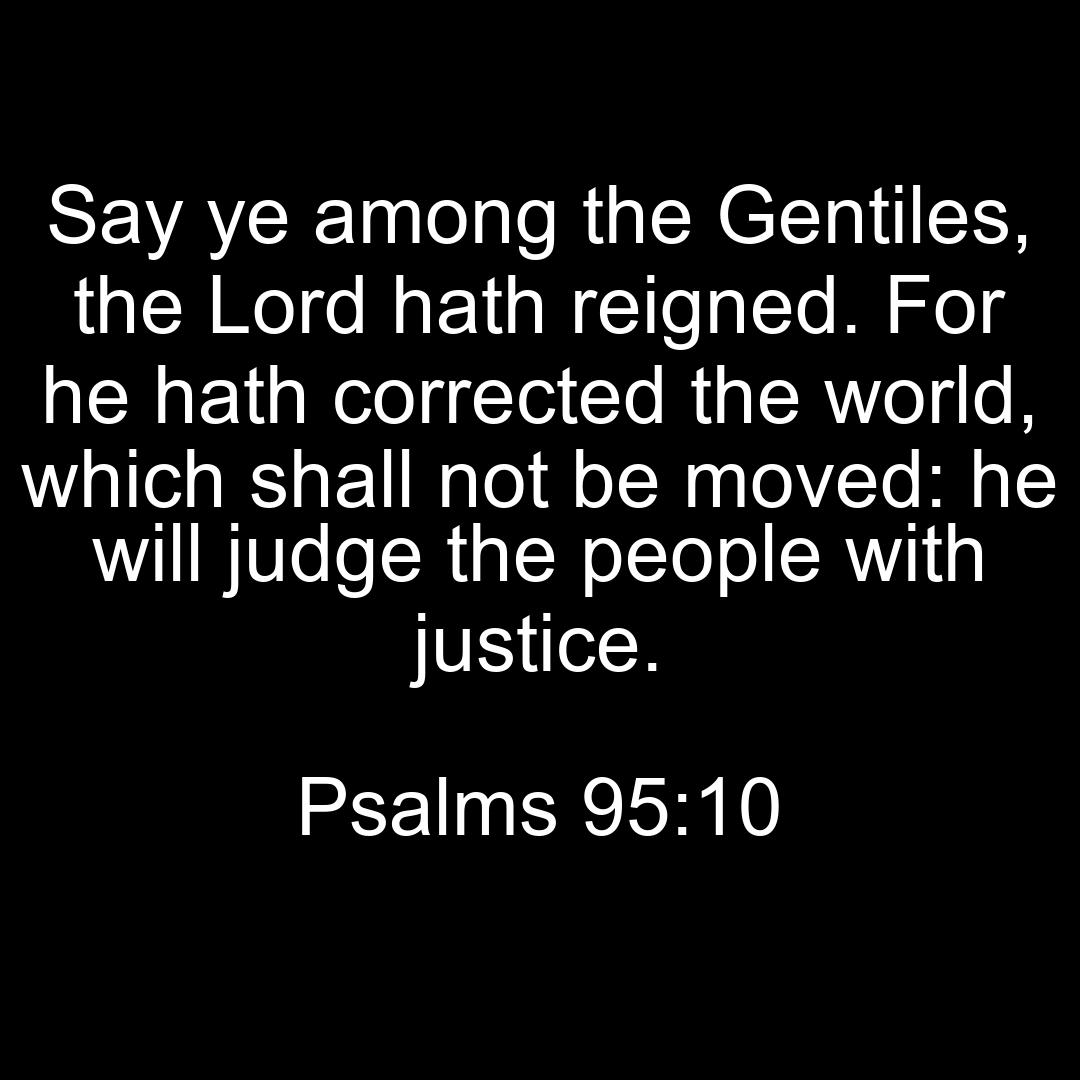 Say ye among the Gentiles,
the Lord hath reigned. For
he hath corrected the world,
which shall not be moved: he
will judge the people with
justice.
Psalms 95:10